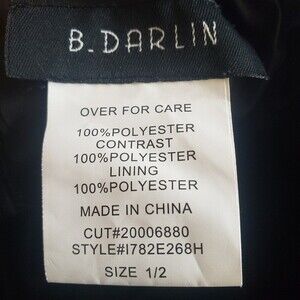 B.DARLIN
OVER FOR CARE
100%POLYESTER
CONTRAST
100%POLYESTER
LINING
100%POLYESTER
MADE IN CHINA
CUT#20006880
STYLE#I782E268H
SIZE 1/2